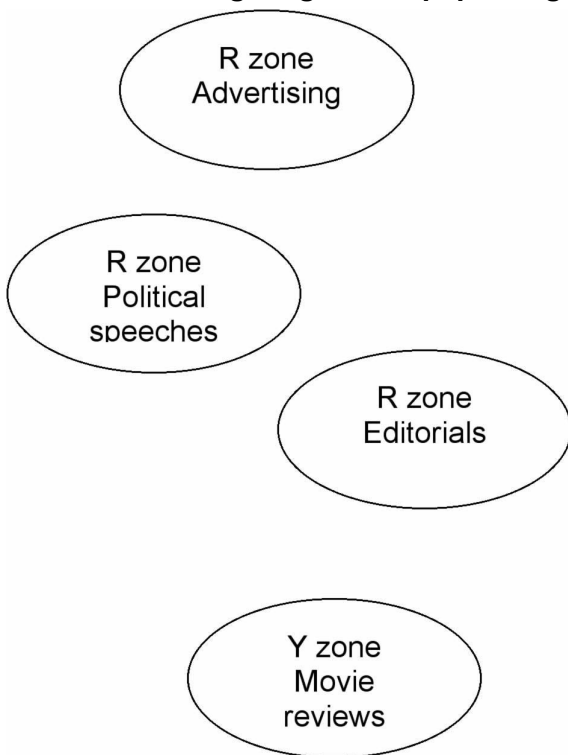 R zone
Advertising
R zone
Political
speeches
R zone
Editorials
Y zone
Movie
reviews